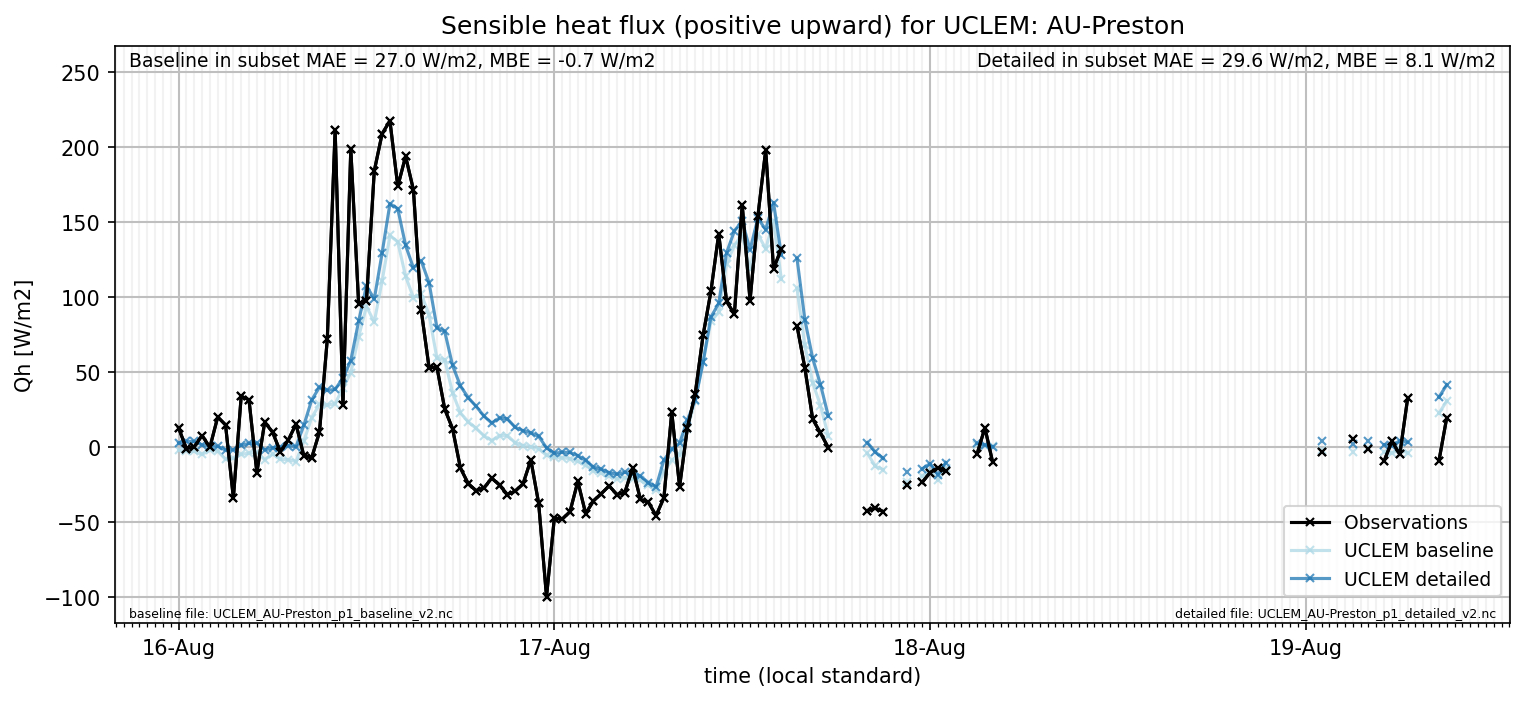 Sensible heat flux (positive upward) for UCLEM: AU-Preston
Baseline in subset MAE = 27.0 W/m2, MBE = -0.7 W/m2
Detailed in subset MAE = 29.6 W/m2, MBE = 8.1 W/m2
250
200
150
100
50
0
−50
−100
Qh [W/m2]
Observations
UCLEM baseline
UCLEM detailed
baseline file: UCLEM_AU-Preston_p1_baseline_v2.nc
detailed file: UCLEM_AU-Preston_p1_detailed_v2.nc
16-Aug
17-Aug
18-Aug
19-Aug
time (local standard)